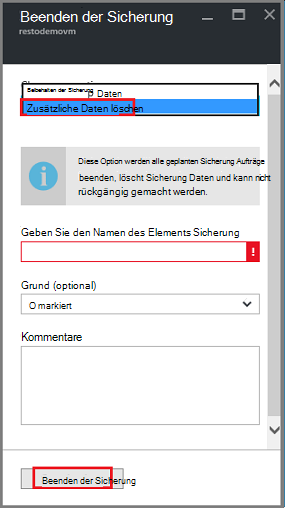 Beenden der Sicherung
restodemovm
Beibehalten der Sicherung
p Daten
Zusätzliche Daten löschen
Diese Option werden alle geplanten Sicherung Aufträge
beenden, löscht Sicherung Daten und kann nicht
rückgängig gemacht werden.
Geben Sie den Namen des Elements Sicherung
!
Grund (optional)
O markiert
Kommentare
Beenden der Sicherung